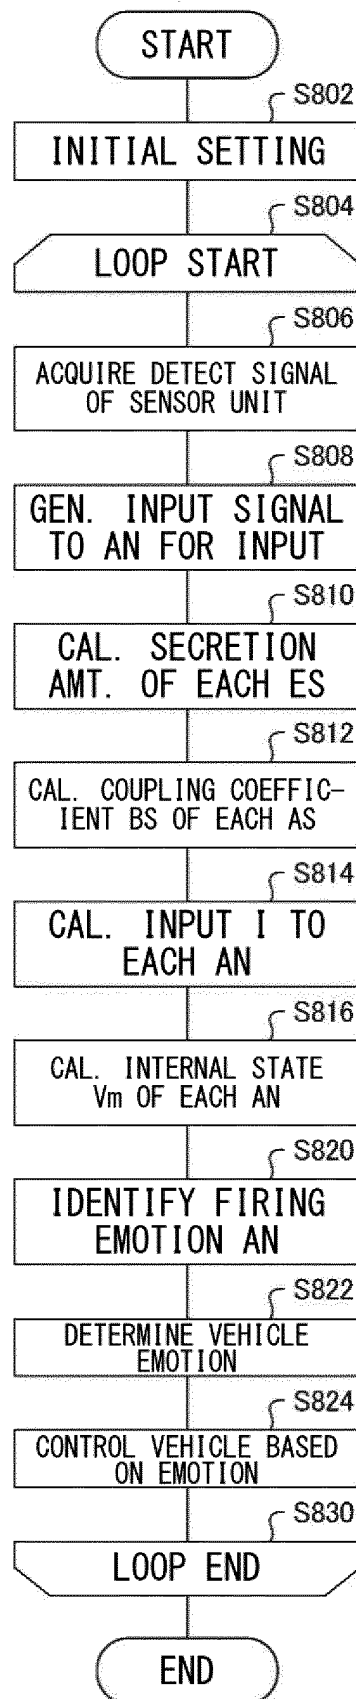 START
S802
INITIAL SETTING
S804
LOOP START
S806
ACQUIRE DETECT SIGNAL
OF SENSOR UNIT
S808
GEN. INPUT SIGNAL
TO AN FOR INPUT
S810
CAL. SECRETION
AMT. OF EACH ES
S812
CAL. COUPLING COEFFIC-
IENT BS OF EACH AS
S814
CAL. INPUT I TO
EACH AN
S816
CAL. INTERNAL STATE
Vm OF EACH AN
S820
IDENTIFY FIRING
EMOTION AN
S822
DETERMINE VEHICLE
EMOTION
S824
CONTROL VEHICLE BASED
ON EMOTION
S830
LOOP END
END